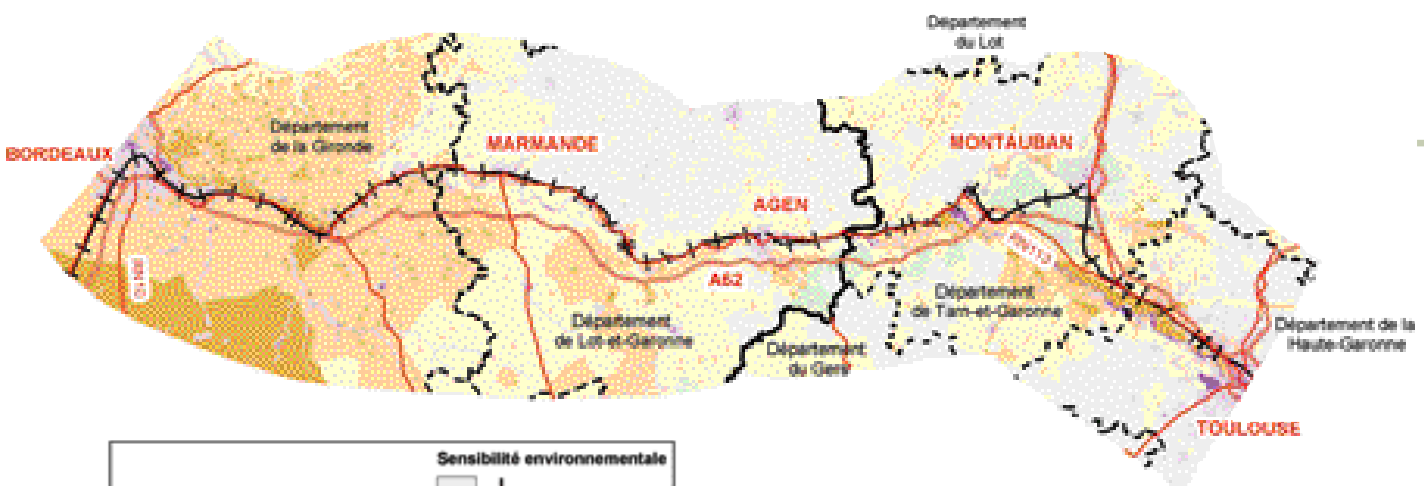 Département
du Lot
Département
de la Gironde
MARMANDE
MONTAUBAN
BORDEAUX
AGEN
RN113
A62
Département
de Lot-et-Garonne
Département
de Tarn-et-Garonne
Département
du Gers
Département de la
Haute-Garonne
TOULOUSE
Sensibilité environnementale